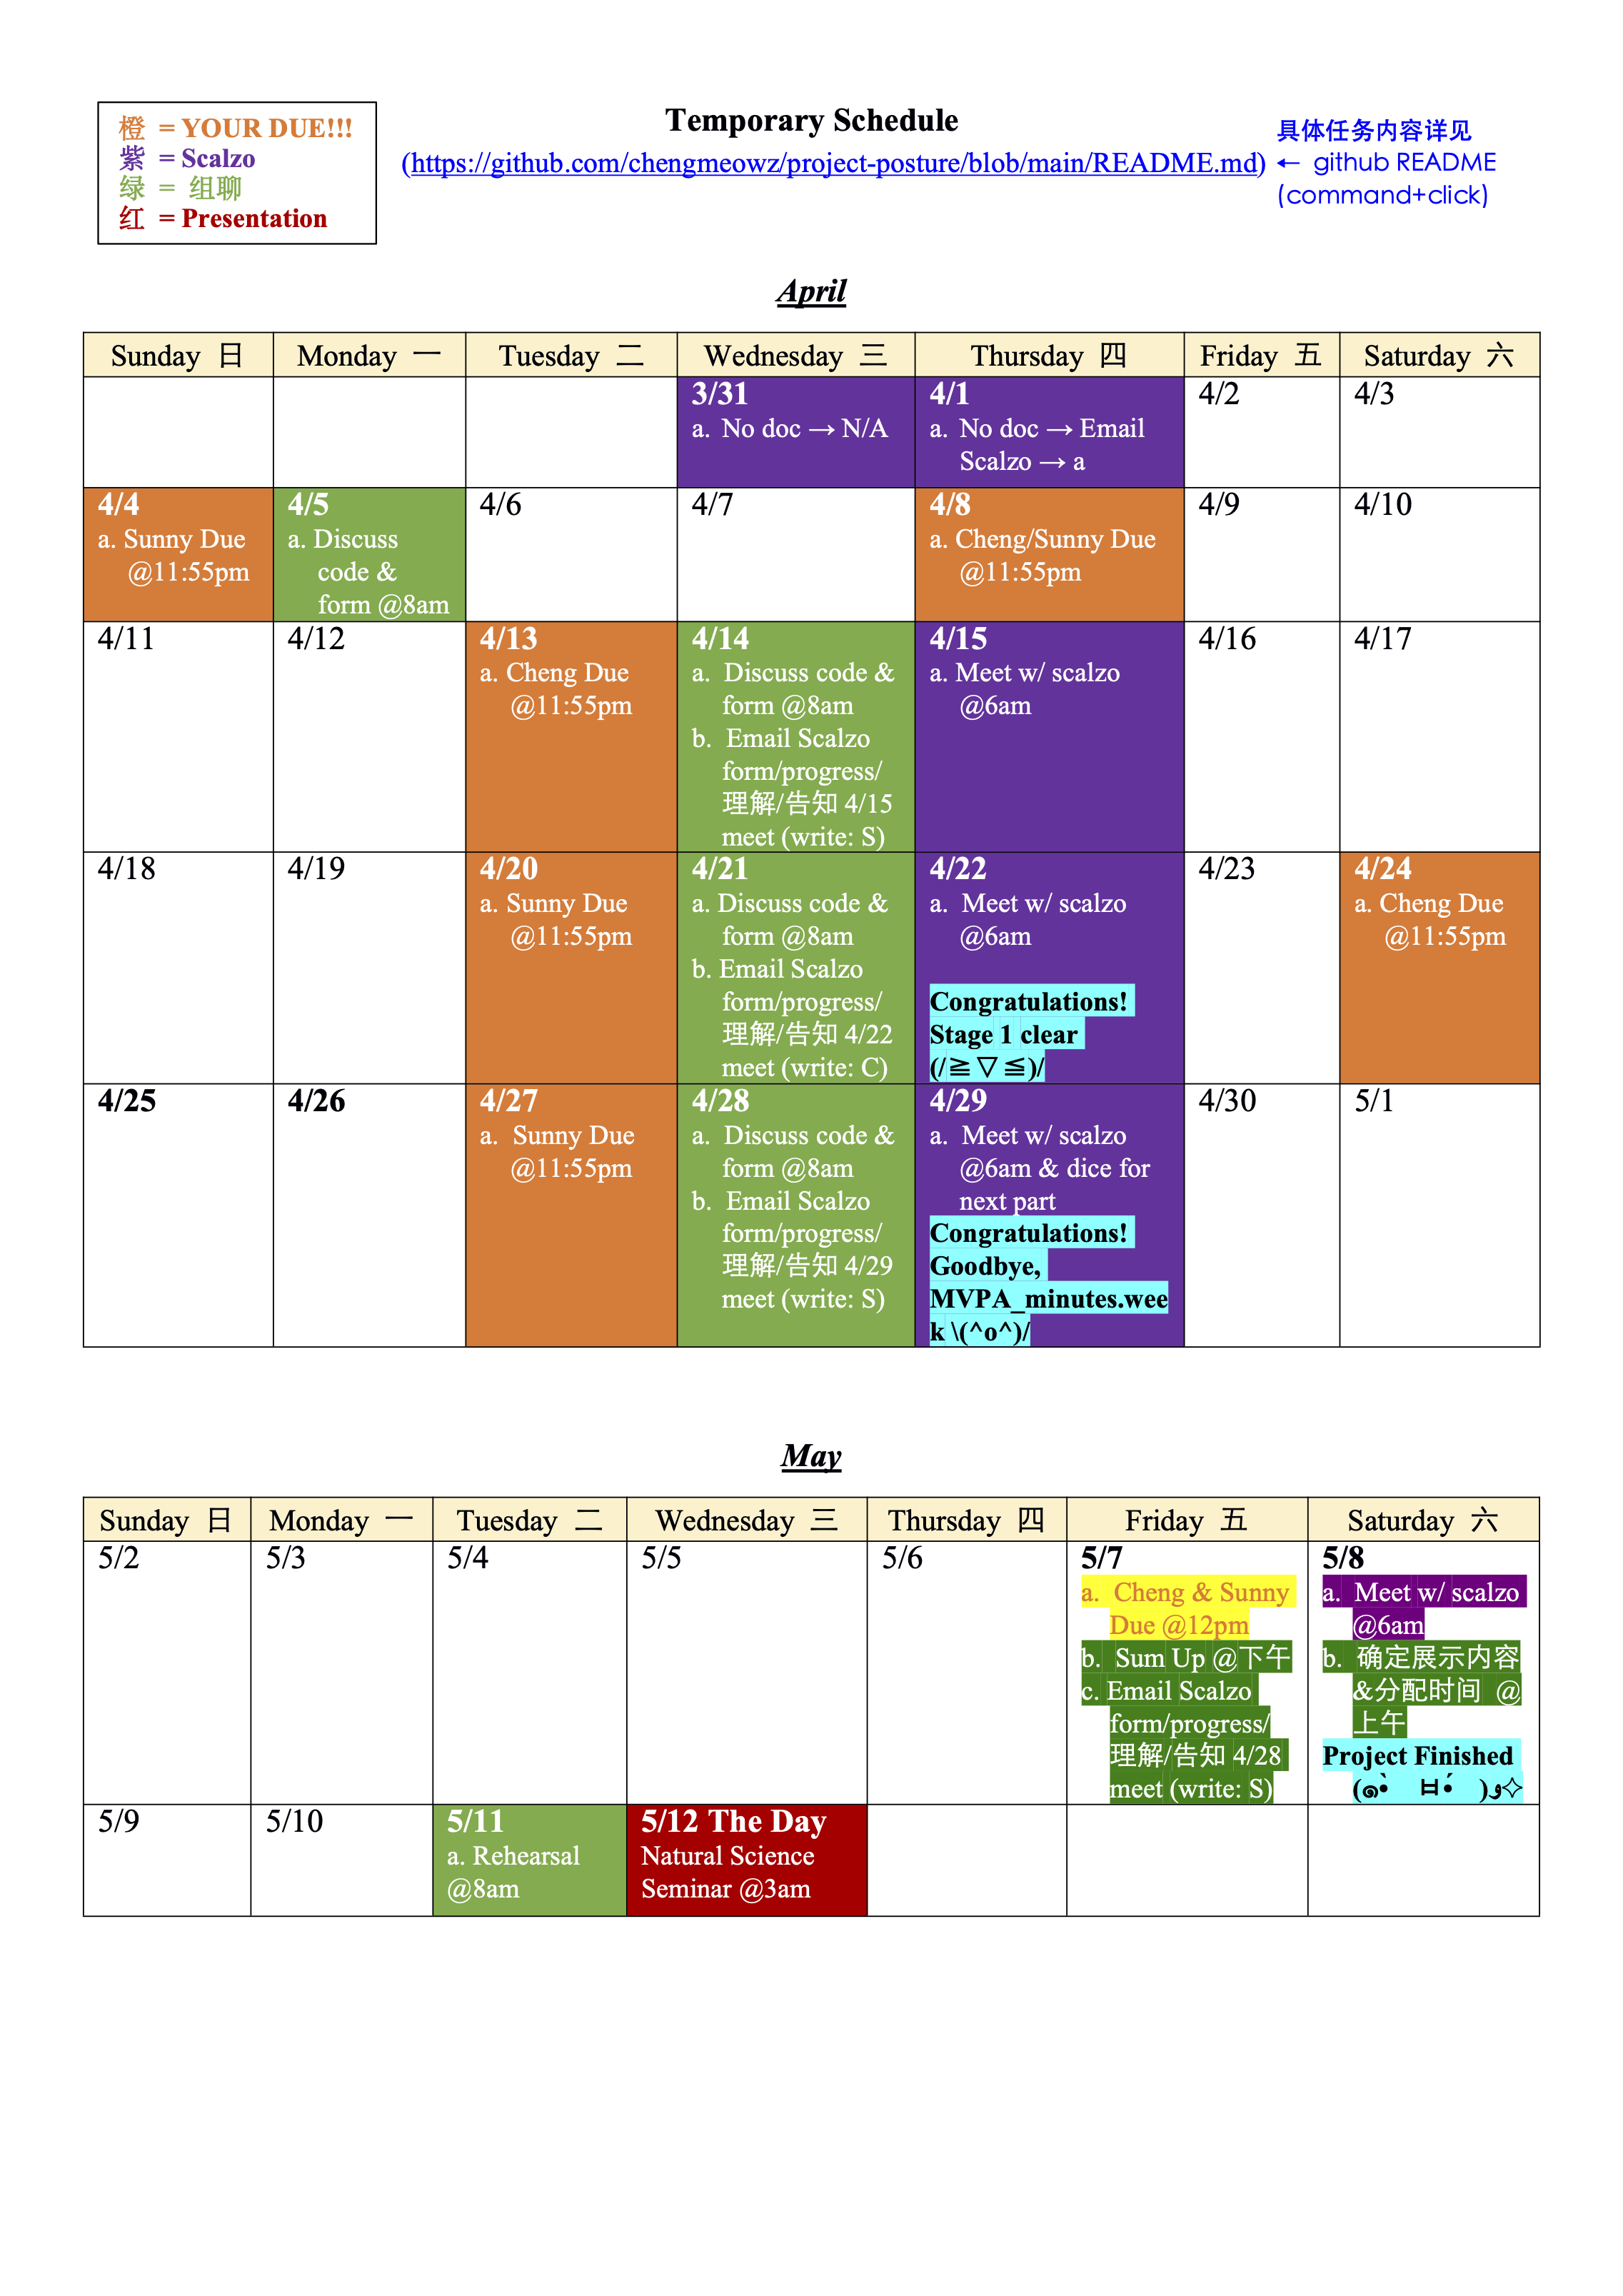 橙 = YOUR DUE!!!
紫 = Scalzo
绿 = 组聊
红 = Presentation
Temporary Schedule
(https://github.com/chengmeowz/project-posture/blob/main/README.md)
具体任务内容详见
← github README
(command+click)
April
Sunday 日 Monday 一 Tuesday 二 Wednesday 三 Thursday 四 Friday 五 Saturday 六
3/31
a. No doc → N/A
4/1
a. No doc → Email
Scalzo → a
4/2
4/3
4/4
a. Sunny Due
@11:55pm
4/5
a. Discuss
code &
form @8am
4/6
4/7
4/8
a. Cheng/Sunny Due
@11:55pm
4/9
4/10
4/11
4/12
4/13
a. Cheng Due
@11:55pm
4/14
a. Discuss code &
form @8am
b. Email Scalzo
form/progress/
理解/告知 4/15
meet (write: S)
4/15
a. Meet w/ scalzo
@6am
4/16
4/17
4/18
4/19
4/20
a. Sunny Due
@11:55pm
4/21
a. Discuss code &
form @8am
b. Email Scalzo
form/progress/
理解/告知 4/22
meet (write: C)
4/22
a. Meet w/ scalzo
@6am
Congratulations!
Stage 1 clear
(/≧▽≦)/
4/23
4/24
a. Cheng Due
@11:55pm
4/25
4/26
4/27
a. Sunny Due
@11:55pm
4/28
a. Discuss code &
form @8am
b. Email Scalzo
form/progress/
理解/告知 4/29
meet (write: S)
4/29
a. Meet w/ scalzo
@6am & dice for
next part
Congratulations!
Goodbye,
MVPA_minutes.wee
k \(^o^)/
4/30
5/1
May
Sunday 日 Monday 一 Tuesday 二 Wednesday 三 Thursday 四 Friday 五 Saturday 六
5/2
5/3
5/4
5/5
5/6
5/7
a. Cheng & Sunny
Due @12pm
b. Sum Up @下午
c. Email Scalzo
form/progress/
理解/告知 4/28
meet (write: S)
5/8
a. Meet w/ scalzo
@6am
b. 确定展示内容
&分配时间 @
上午
Project Finished
(๑•̀ㅂ•́)و✧
5/9
5/10
5/11
a. Rehearsal
@8am
5/12 The Day
Natural Science
Seminar @3am